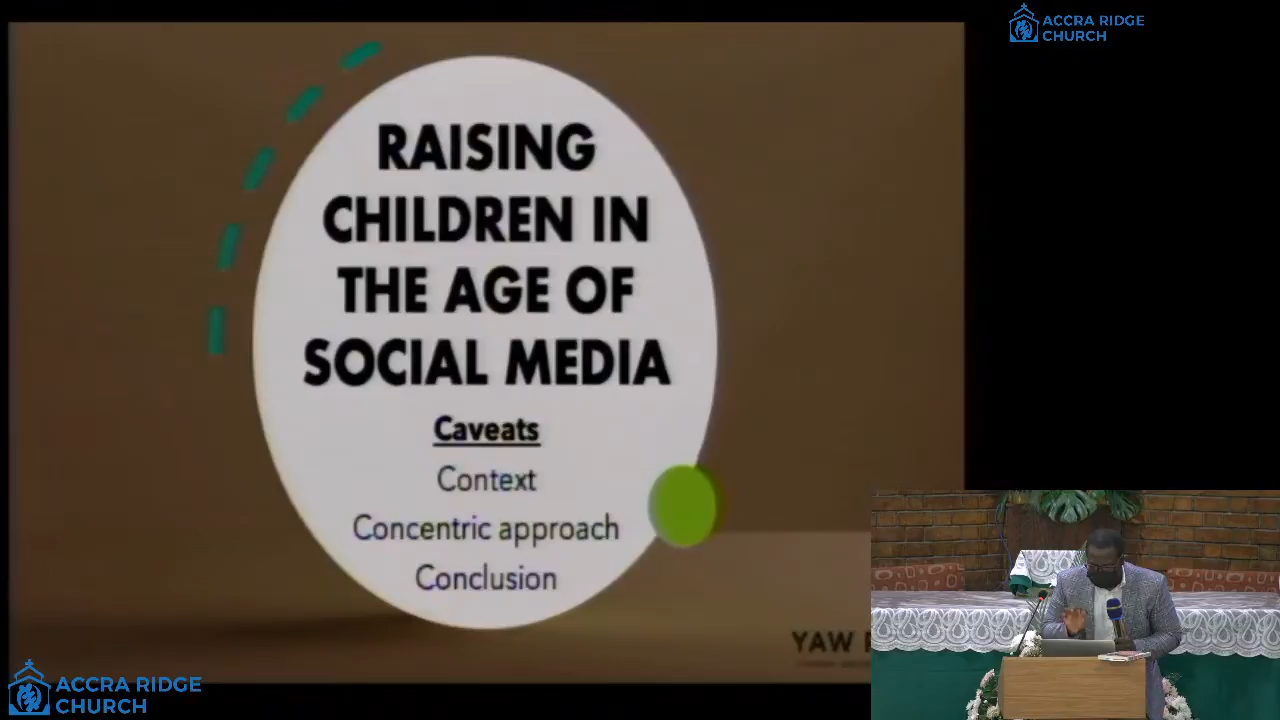 ACCRA RIDGE
CHURCH
RAISING
CHILDREN IN
THE AGE OF
SOCIAL MEDIA
Caveats
Context
Concentric approach
Conclusion
YAW
ACCRA RIDGE
CHURCH